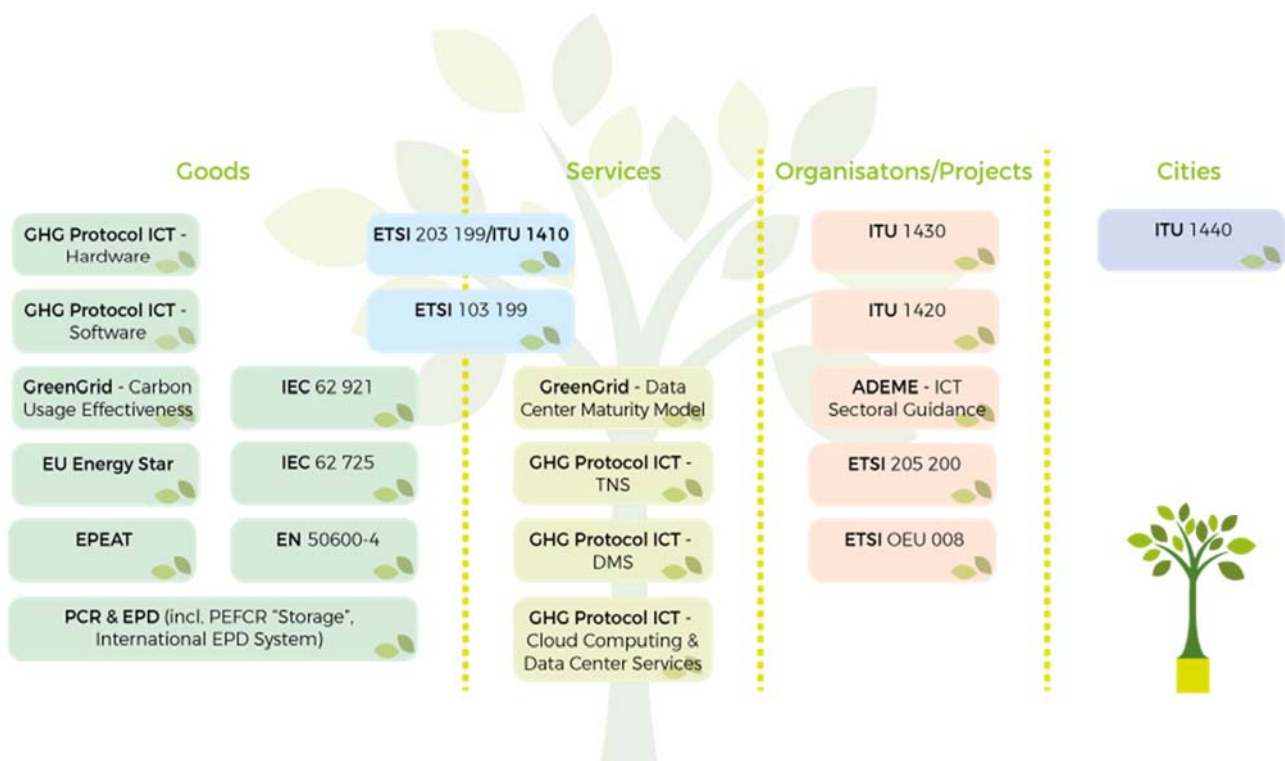 Goods
GHG Protocol ICT -
Hardware
GHG Protocol ICT -
Software
GreenGrid - Carbon
Usage Effectiveness
IEC 62 921
EU Energy Star
IEC 62 725
EPEAT
EN 50600-4
PCR & EPD (incl. PEFCR "Storage",
International EPD System)
ETSI 203 199/ITU 1410
ETSI 103 199
Services
GreenGrid - Data
Center Maturity Model
GHG Protocol ICT -
TNS
GHG Protocol ICT -
DMS
GHG Protocol ICT -
Cloud Computing &
Data Center Services
Organisatons/Projects
ITU 1430
ITU 1420
ADEME - ICT
Sectoral Guidance
ETSI 205 200
ETSI OEU 008
Cities
ITU 1440